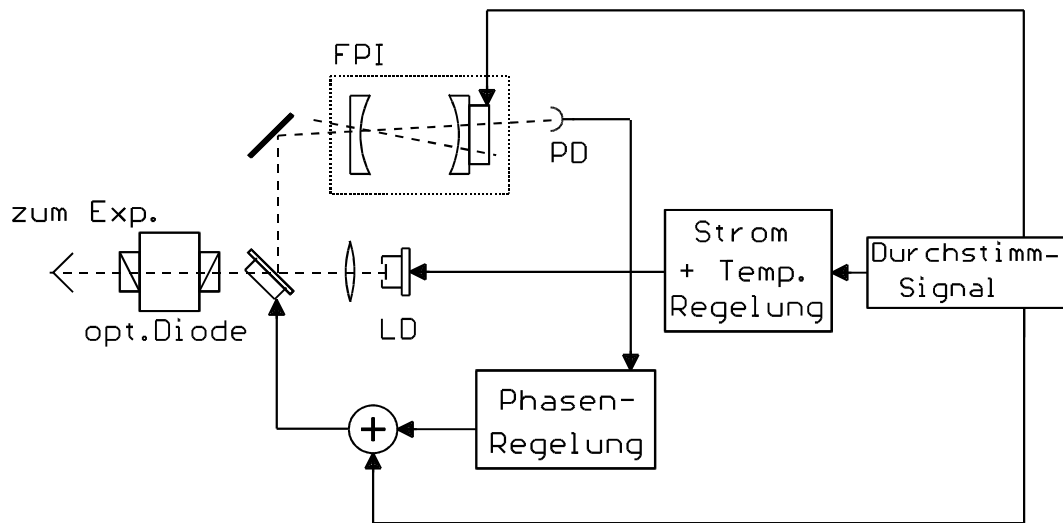 FPI
PD
zum Exp.
Strom
+ Temp.
Regelung
Durchstimm-
Signal
opt.Diode
LD
Phasen-
Regelung
+